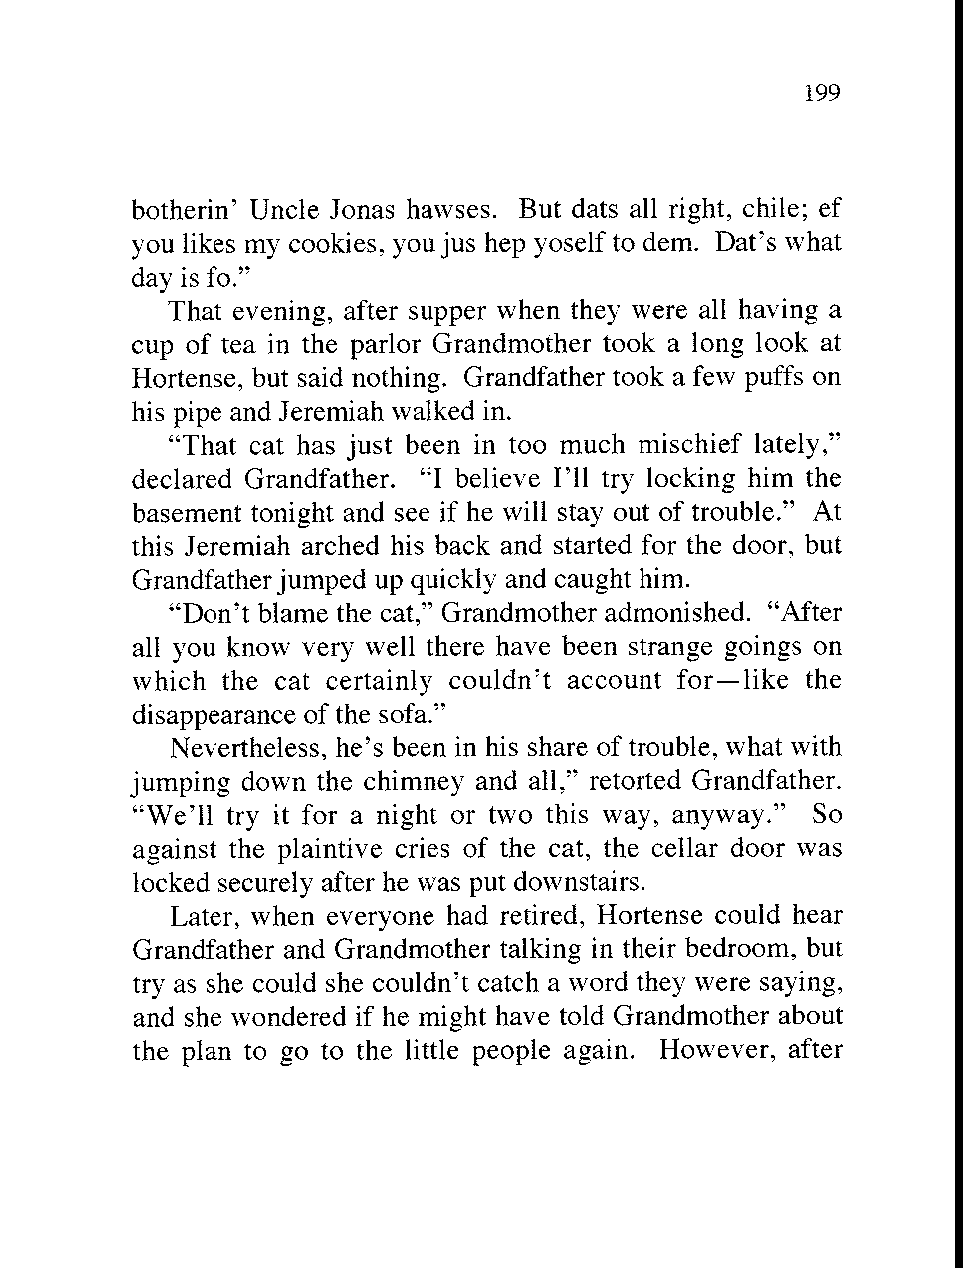 199
botherin’ Uncle Jonas hawses. But dats all right, chile; ef
you likes my cookies, you jus hep yoself to dem. Dat’s what
day is fo.”
That evening, after supper when they were all having a
cup of tea in the parlor Grandmother took a long look at
Hortense, but said nothing. Grandfather took a few puffs on
his pipe and Jeremiah walked in.
“That cat has just been in too much mischief lately,”
declared Grandfather. “I believe I’ll try locking him the
basement tonight and see if he will stay out of trouble.” At
this Jeremiah arched his back and started for the door, but
Grandfather jumped up quickly and caught him.
“Don’t blame the cat,” Grandmother admonished. “After
all you know very well there have been strange goings on
which the cat certainly couldn’t account for—like the
disappearance of the sofa.”
Nevertheless, he’s been in his share of trouble, what with
jumping down the chimney and all,” retorted Grandfather.
“We’ll try it for a night or two this way, anyway.” So
against the plaintive cries of the cat, the cellar door was
locked securely after he was put downstairs.
Later, when everyone had retired, Hortense could hear
Grandfather and Grandmother talking in their bedroom, but
try as she could she couldn’t catch a word they were saying,
and she wondered if he might have told Grandmother about
the plan to go to the little people again. However, after